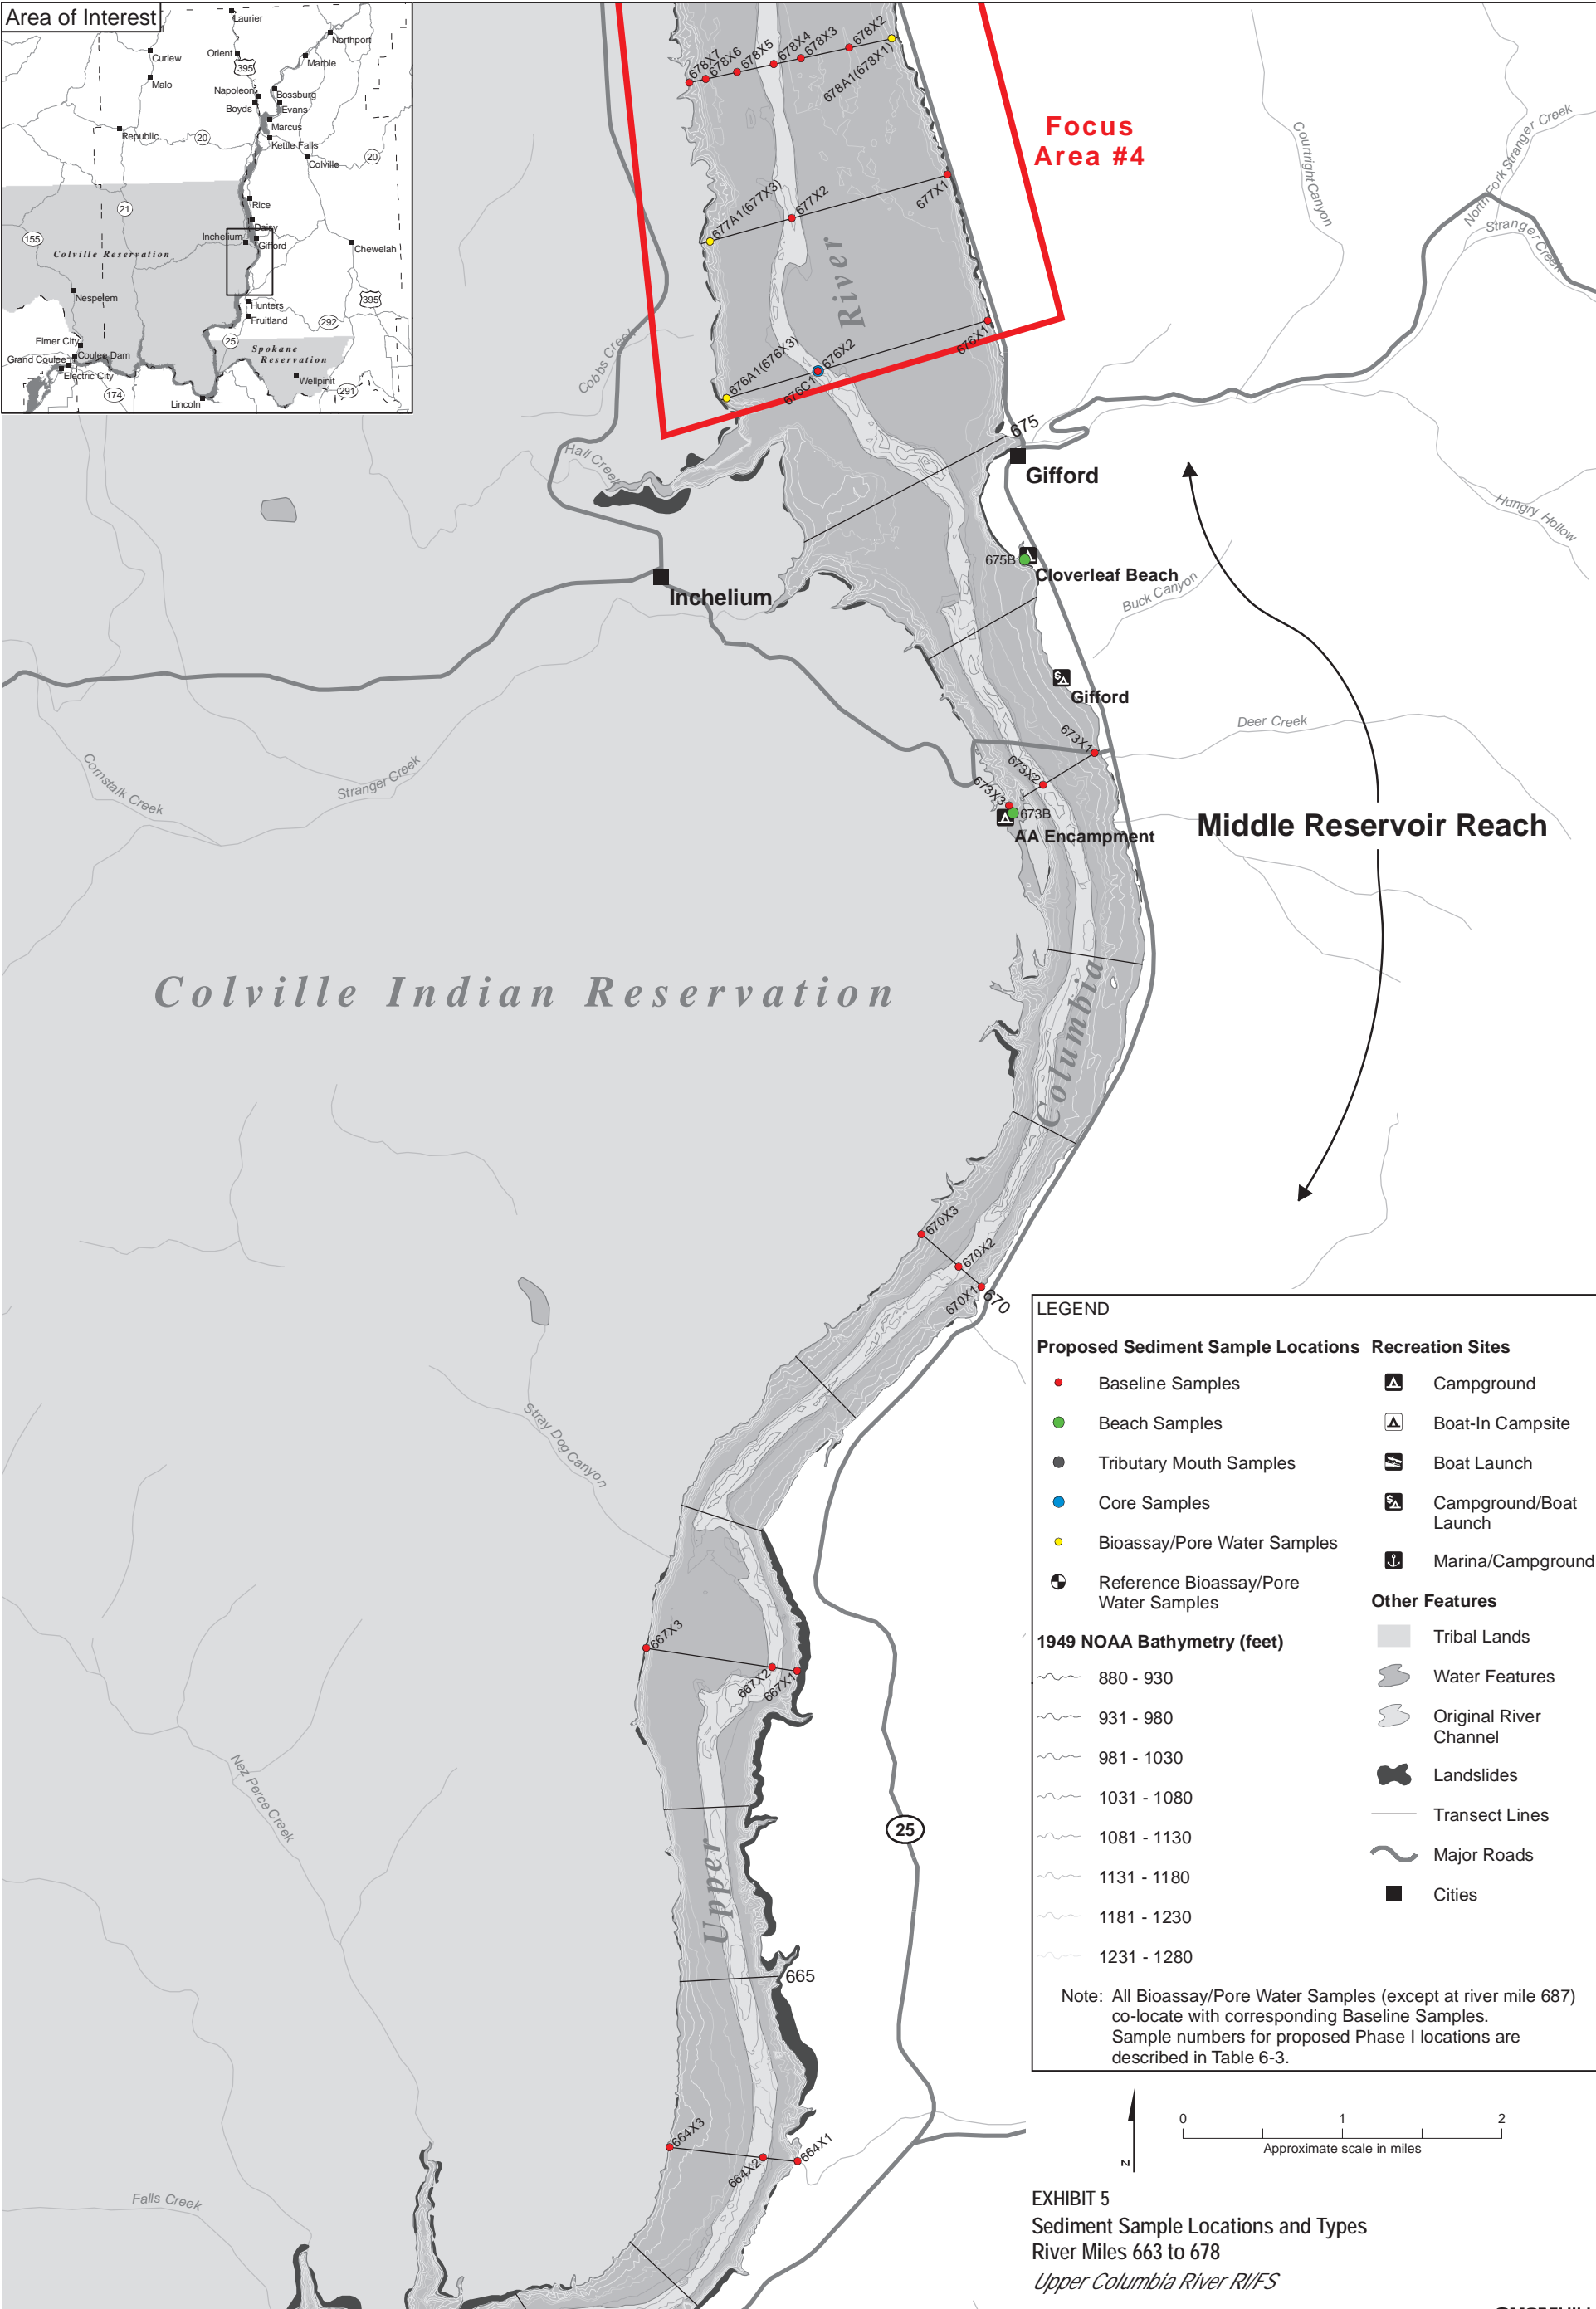 Area of Interest
Laurier
Northport
Curlew
Orient
395
Marble
Malo
Napoleon
Bossburg
Boyds
Evans
Marcus
Republic
20
Kettle Falls
20
Colville
Rice
21
Daisy
155
Inchelium
Gifford
Chewelah
Colville Reservation
Nespelem
395
Hunters
Fruitland
292
25
Elmer City
Spokane
Reservation
Grand Coulee
Coulee Dam
Electric City
Wellpinit
174
291
Lincoln
678X7
678X6
678X5
678X4
678X3
678X2
678A1(678X1)
Focus
Area #4
Courtright Canyon
North Fork Stranger Creek
Stranger Creek
677A1(677X3)
677X2
677X1
River
Cobbs Creek
676A1(676X3)
676C1
676X2
676X1
675
Gifford
Hall Creek
Hungry Hollow
675B
Cloverleaf Beach
Inchelium
Buck Canyon
Gifford
Deer Creek
673X1
673X2
673X3
673B
AA Encampment
Cornstalk Creek
Stranger Creek
Middle Reservoir Reach
Colville Indian Reservation
Columbia
670X3
670X2
670X1
670
Stray Dog Canyon
667X3
667X2
667X1
Nez Perce Creek
25
Upper
665
664X3
664X2
664X1
Falls Creek
LEGEND
Proposed Sediment Sample Locations
Baseline Samples
Beach Samples
Tributary Mouth Samples
Core Samples
Bioassay/Pore Water Samples
Reference Bioassay/Pore
Water Samples
1949 NOAA Bathymetry (feet)
880 - 930
931 - 980
981 - 1030
1031 - 1080
1081 - 1130
1131 - 1180
1181 - 1230
1231 - 1280
Recreation Sites
Campground
Boat-In Campsite
Boat Launch
Campground/Boat
Launch
Marina/Campground
Other Features
Tribal Lands
Water Features
Original River
Channel
Landslides
Transect Lines
Major Roads
Cities
Note: All Bioassay/Pore Water Samples (except at river mile 687)
co-locate with corresponding Baseline Samples.
Sample numbers for proposed Phase I locations are
described in Table 6-3.
N
0 1 2
Approximate scale in miles
EXHIBIT 5
Sediment Sample Locations and Types
River Miles 663 to 678
Upper Columbia River RI/FS